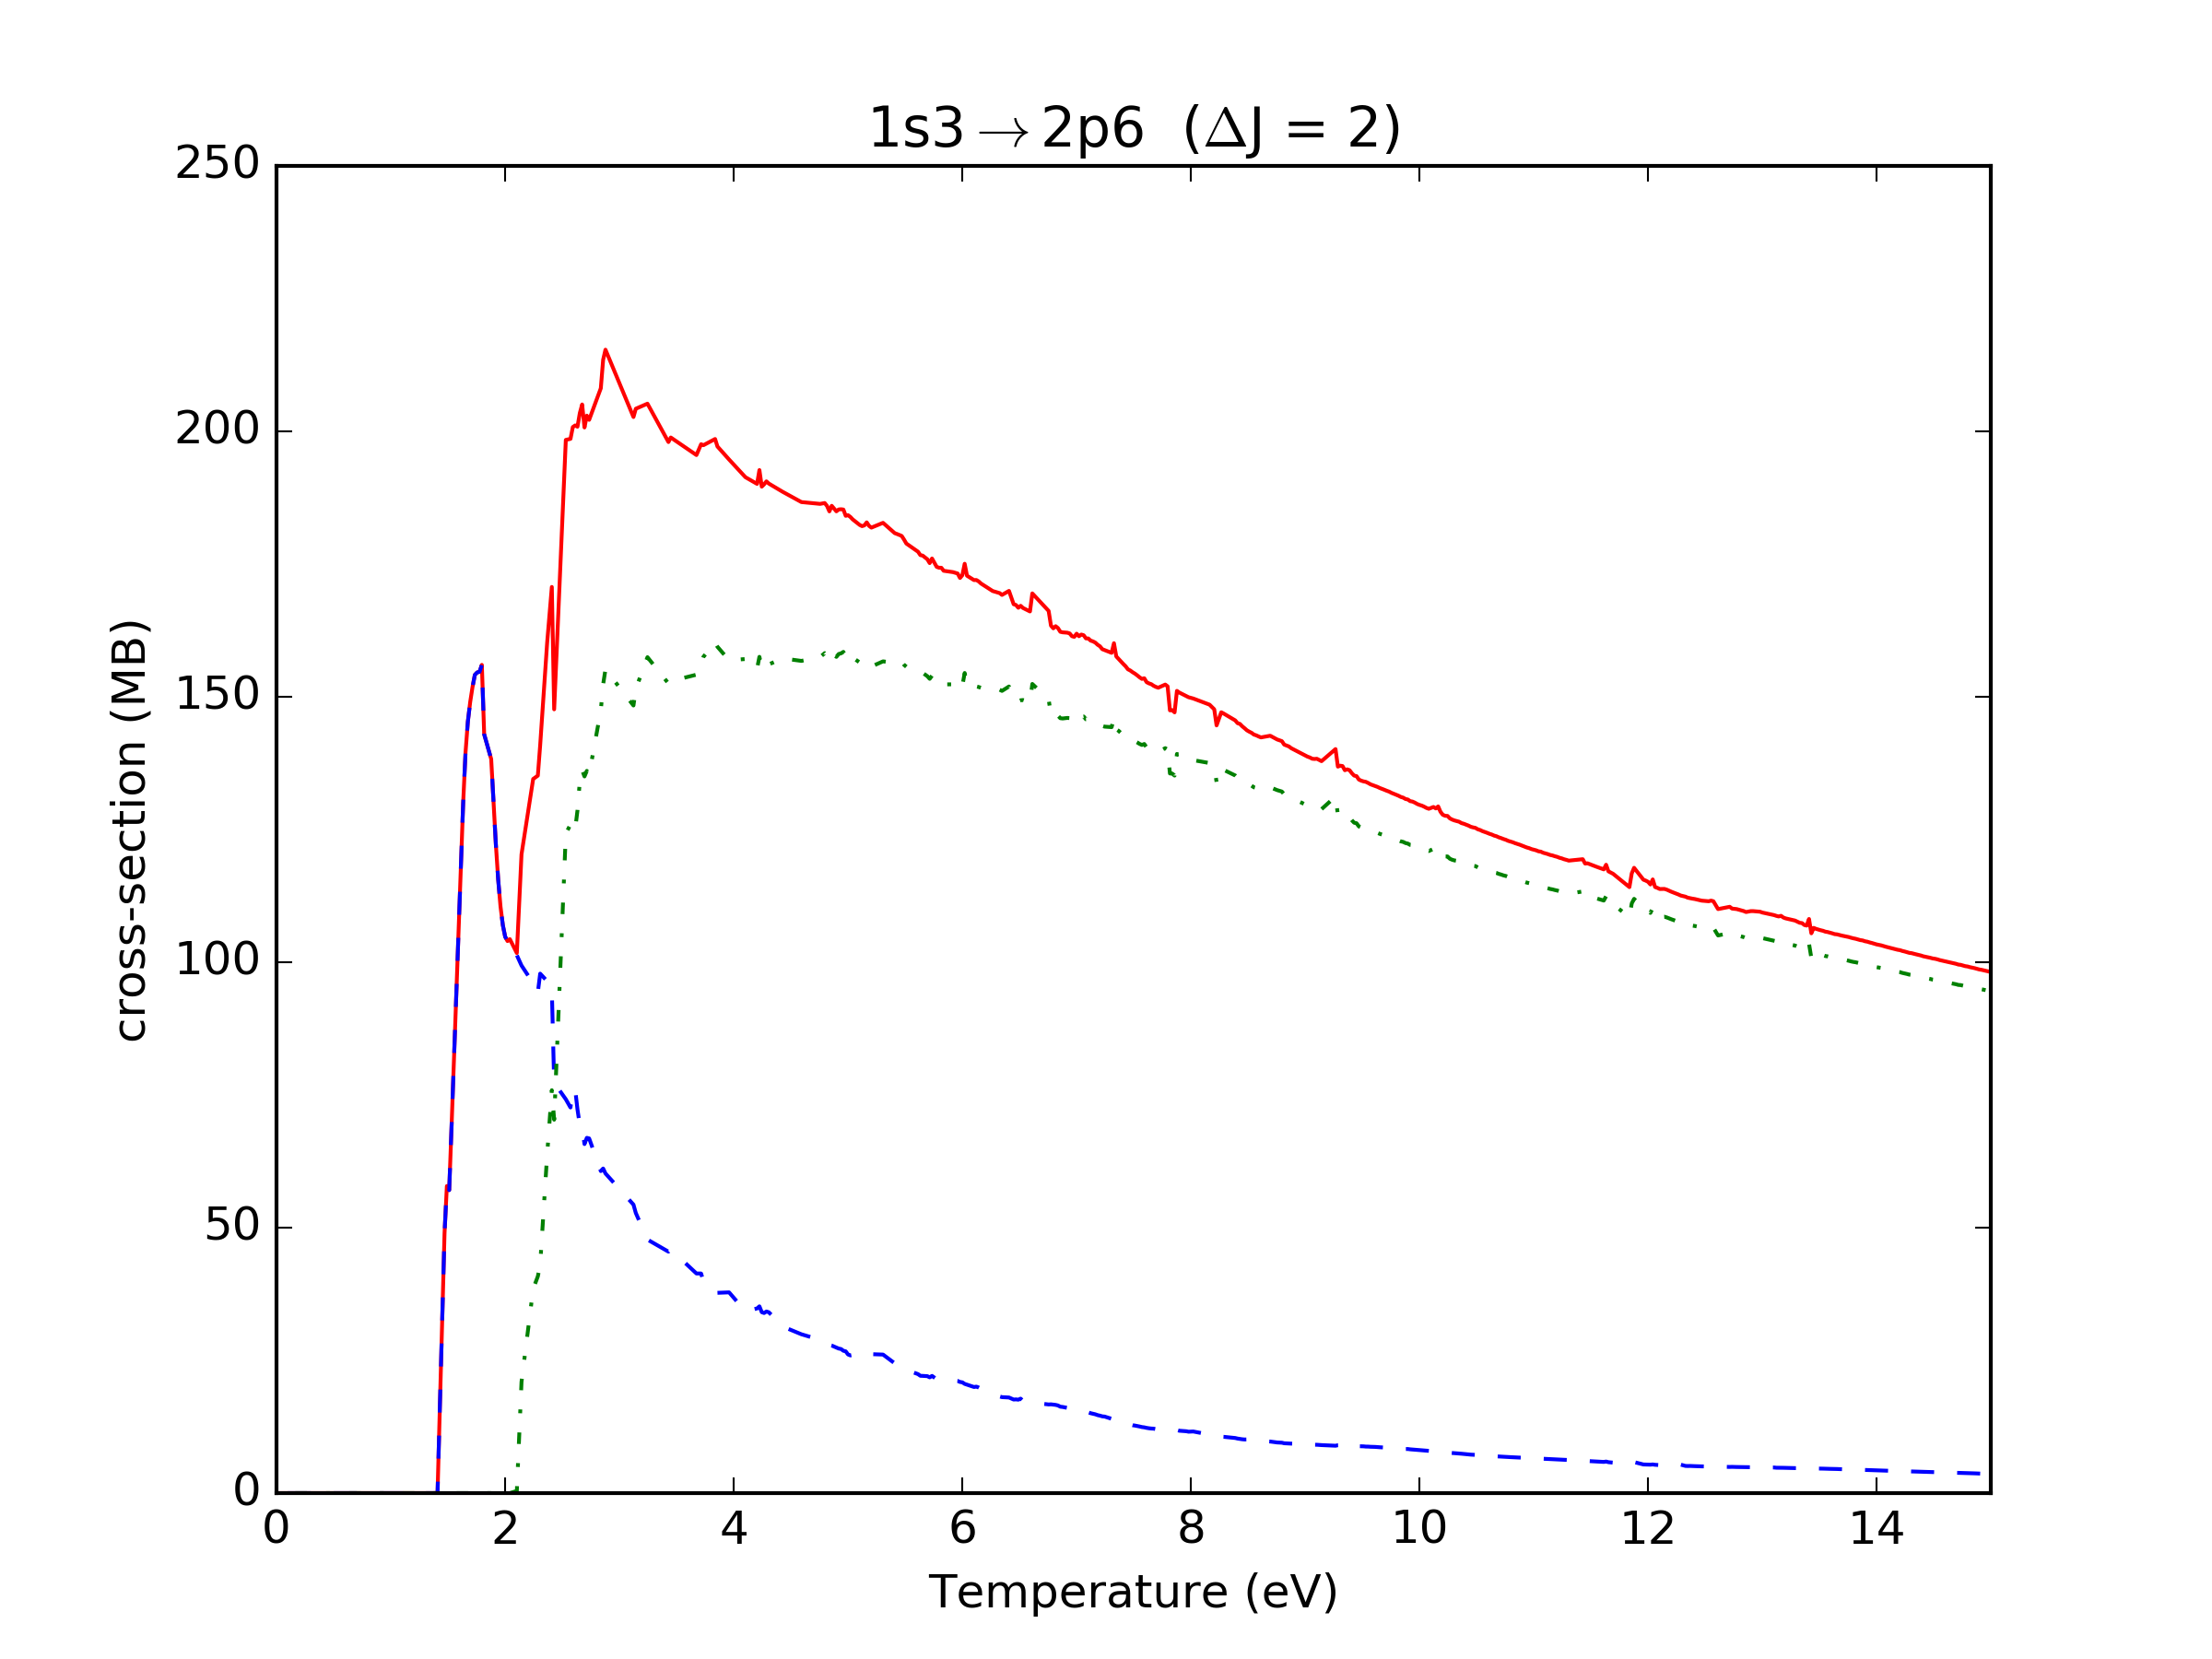 1s3→2p6 (ΔJ = 2)
250
200
150
100
50
0
cross-section (MB)
0 2 4 6 8 10 12 14
Temperature (eV)